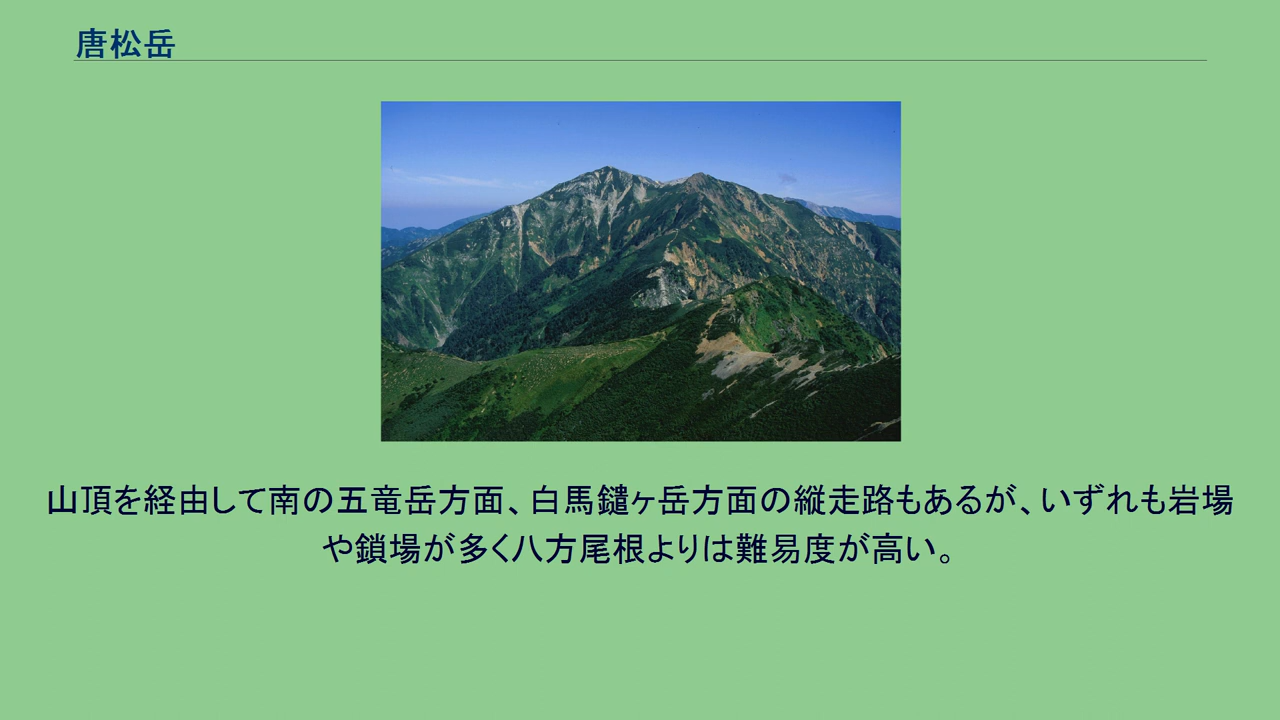 唐松岳
山頂を経由して南の五竜岳方面、白馬鑓ヶ岳方面の縦走路もあるが、いずれも岩場
や鎖場が多く八方尾根よりは難易度が高い。